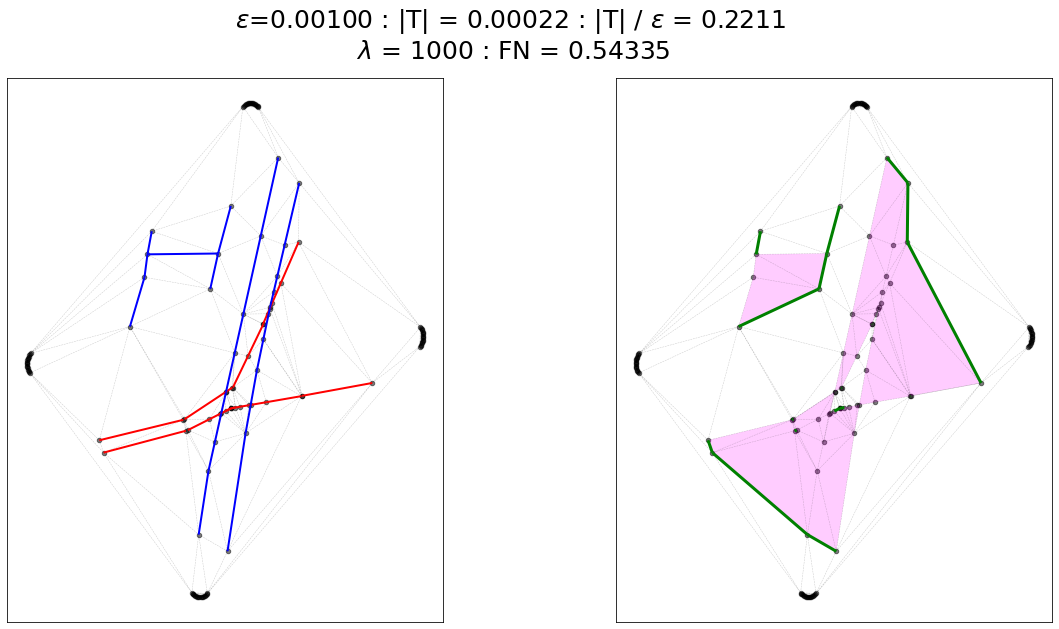 ε=0.00100 : |T| = 0.00022 : |T| / ε = 0.2211
λ = 1000 : FN = 0.54335